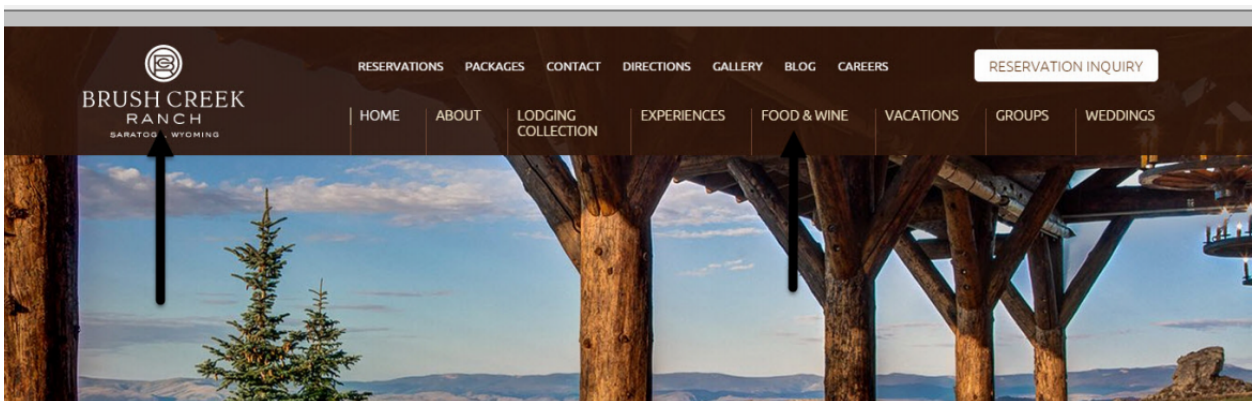 BRUSH CREEK
RANCH
SARATOGA, WYOMING
RESERVATIONS PACKAGES CONTACT DIRECTIONS GALLERY BLOG CAREERS
RESERVATION INQUIRY
HOME ABOUT LODGING COLLECTION EXPERIENCES FOOD & WINE VACATIONS GROUPS WEDDINGS